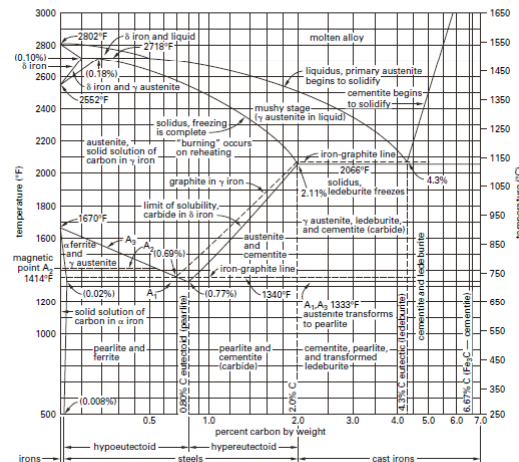 3000
2800
2600
2400
2200
2000
1800
1600
1200
1000
500
temperature (°F)
magnetic
point A2
1414°F
1650
1550
1450
1350
1250
1150
1050
950
850
750
650
550
450
350
250
temperature (°C)
2802°F
δ iron and liquid
2718°F
(0.10%)
δ iron
(0.18%)
δ iron and γ austenite
2552°F
molten alloy
liquidus, primary austenite
begins to solidify
cementite begins
to solidify
mushy stage
(γ austenite in liquid)
solidus, freezing
is complete
"burning" occurs
on reheating
austenite,
solid solution of
carbon in γ iron
graphite in γ iron
iron-graphite line
2066°F
solidus,
ledeburite freezes
2.11%
4.3%
limit of solubility,
carbide in δ iron
1670°F
γ austenite, ledeburite,
and cementite (carbide)
austenite
and
cementite
α ferrite
and
γ austenite
A3
A2
(0.69%)
iron-graphite line
(0.02%)
A1
(0.77%)
1340°F
A1,A3 1333°F
austenite transforms
to pearlite
solid solution of
carbon in α iron
pearlite and
ferrite
pearlite and
cementite
(carbide)
cementite, pearlite,
and transformed
ledeburite
0.80% C eutectoid (pearlite)
2.0% C
4.3% C eutectic (ledeburite)
cementite and ledeburite
6.67% C (Fe3C — cementite)
(0.008%)
0.5
1.0
2.0
3.0
4.0
5.0
6.0
7.0
percent carbon by weight
hypoeutectoid
hypereutectoid
irons
steels
cast irons